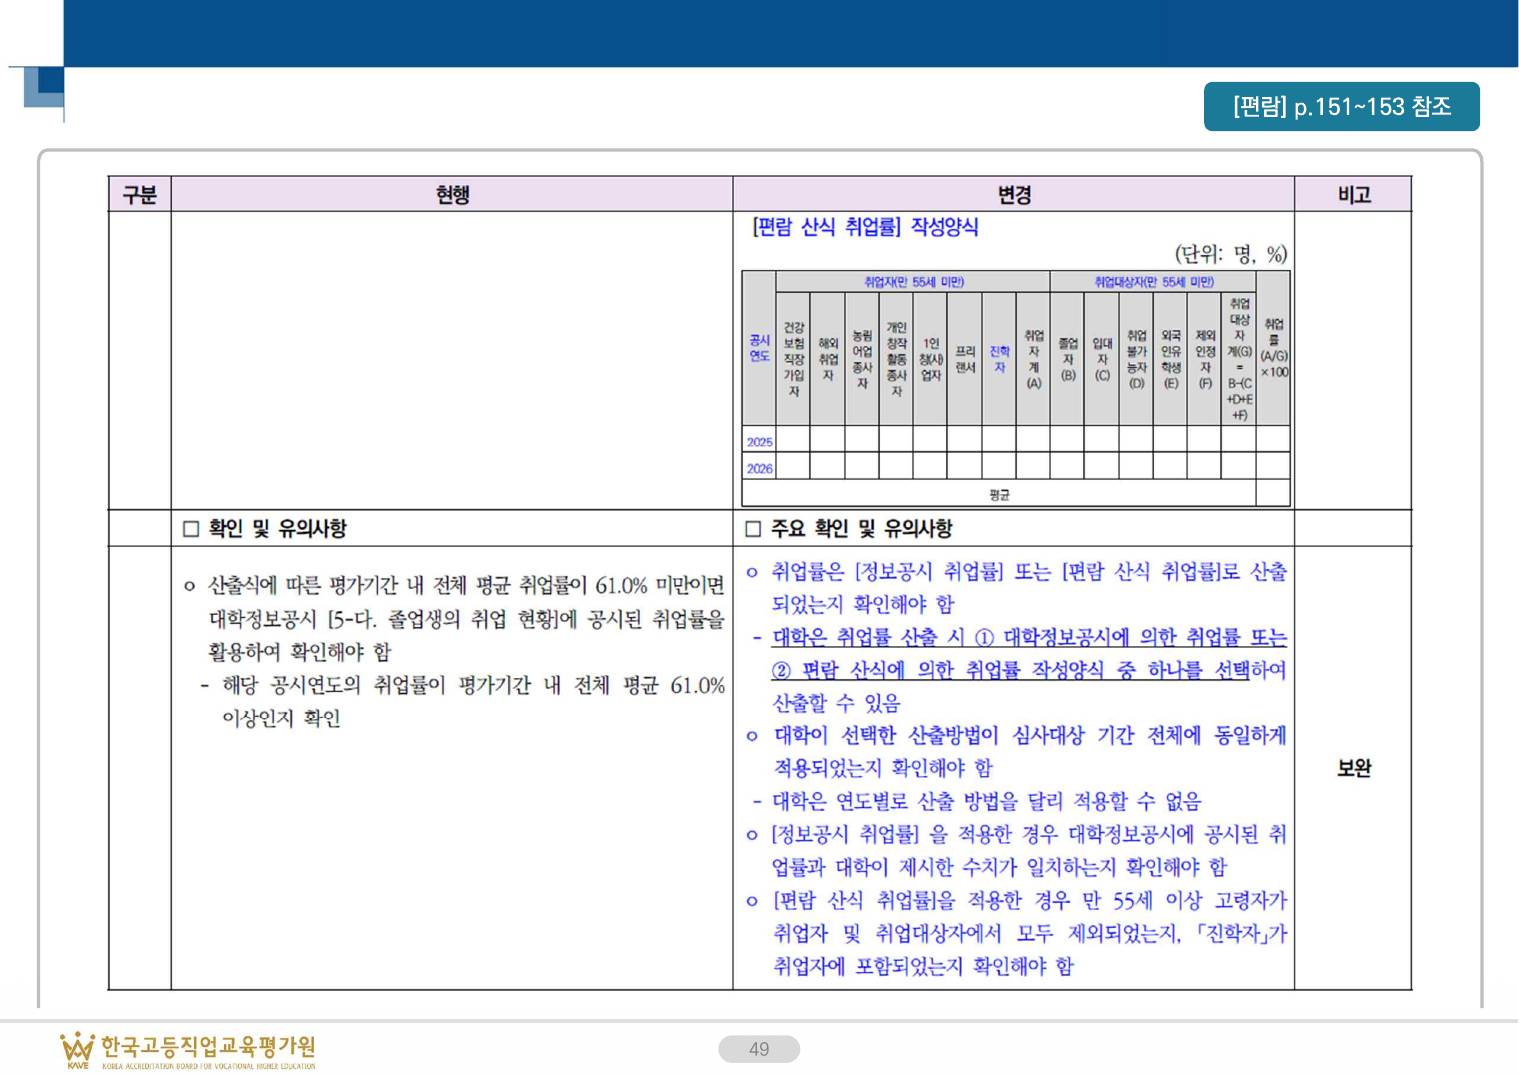 [편람] p.151~153 참조
구분 현행 변경 비고
[편람 산식 취업률] 작성양식
(단위: 명, %)
공시
연도
취업자(만 55세 미만)
취업대상자(만 55세 미만)
건강
보험
직장
가입
자
해외
취업
자
농림
어업
종사
자
개인
창작
활동
종사
자
1인
창(사)
업자
프리
랜서
진학
자
취업
자
계
(A)
졸업
자
(B)
입대
자
(C)
취업
불가
능자
(D)
외국
인유
학생
(E)
제외
인정
자
(F)
취업
대상
자
계(G)
=
B-(C
+D+E
+F)
취업
률
(A/G)
×100
2025
2026
평균
□ 확인 및 유의사항
□ 주요 확인 및 유의사항
ㅇ 산출식에 따른 평가기간 내 전체 평균 취업률이 61.0% 미만이면
대학정보공시 [5-다. 졸업생의 취업 현황]에 공시된 취업률을
활용하여 확인해야 함
- 해당 공시연도의 취업률이 평가기간 내 전체 평균 61.0%
이상인지 확인
ㅇ 취업률은 [정보공시 취업률] 또는 [편람 산식 취업률]로 산출
되었는지 확인해야 함
- 대학은 취업률 산출 시 ① 대학정보공시에 의한 취업률 또는
② 편람 산식에 의한 취업률 작성양식 중 하나를 선택하여
산출할 수 있음
ㅇ 대학이 선택한 산출방법이 심사대상 기간 전체에 동일하게
적용되었는지 확인해야 함
- 대학은 연도별로 산출 방법을 달리 적용할 수 없음
ㅇ [정보공시 취업률] 을 적용한 경우 대학정보공시에 공시된 취
업률과 대학이 제시한 수치가 일치하는지 확인해야 함
ㅇ [편람 산식 취업률]을 적용한 경우 만 55세 이상 고령자가
취업자 및 취업대상자에서 모두 제외되었는지, 「진학자」가
취업자에 포함되었는지 확인해야 함
보완
KAVE
한국고등직업교육평가원
KOREA ACCREDITATION BOARD FOR VOCATIONAL HIGHER EDUCATION
49